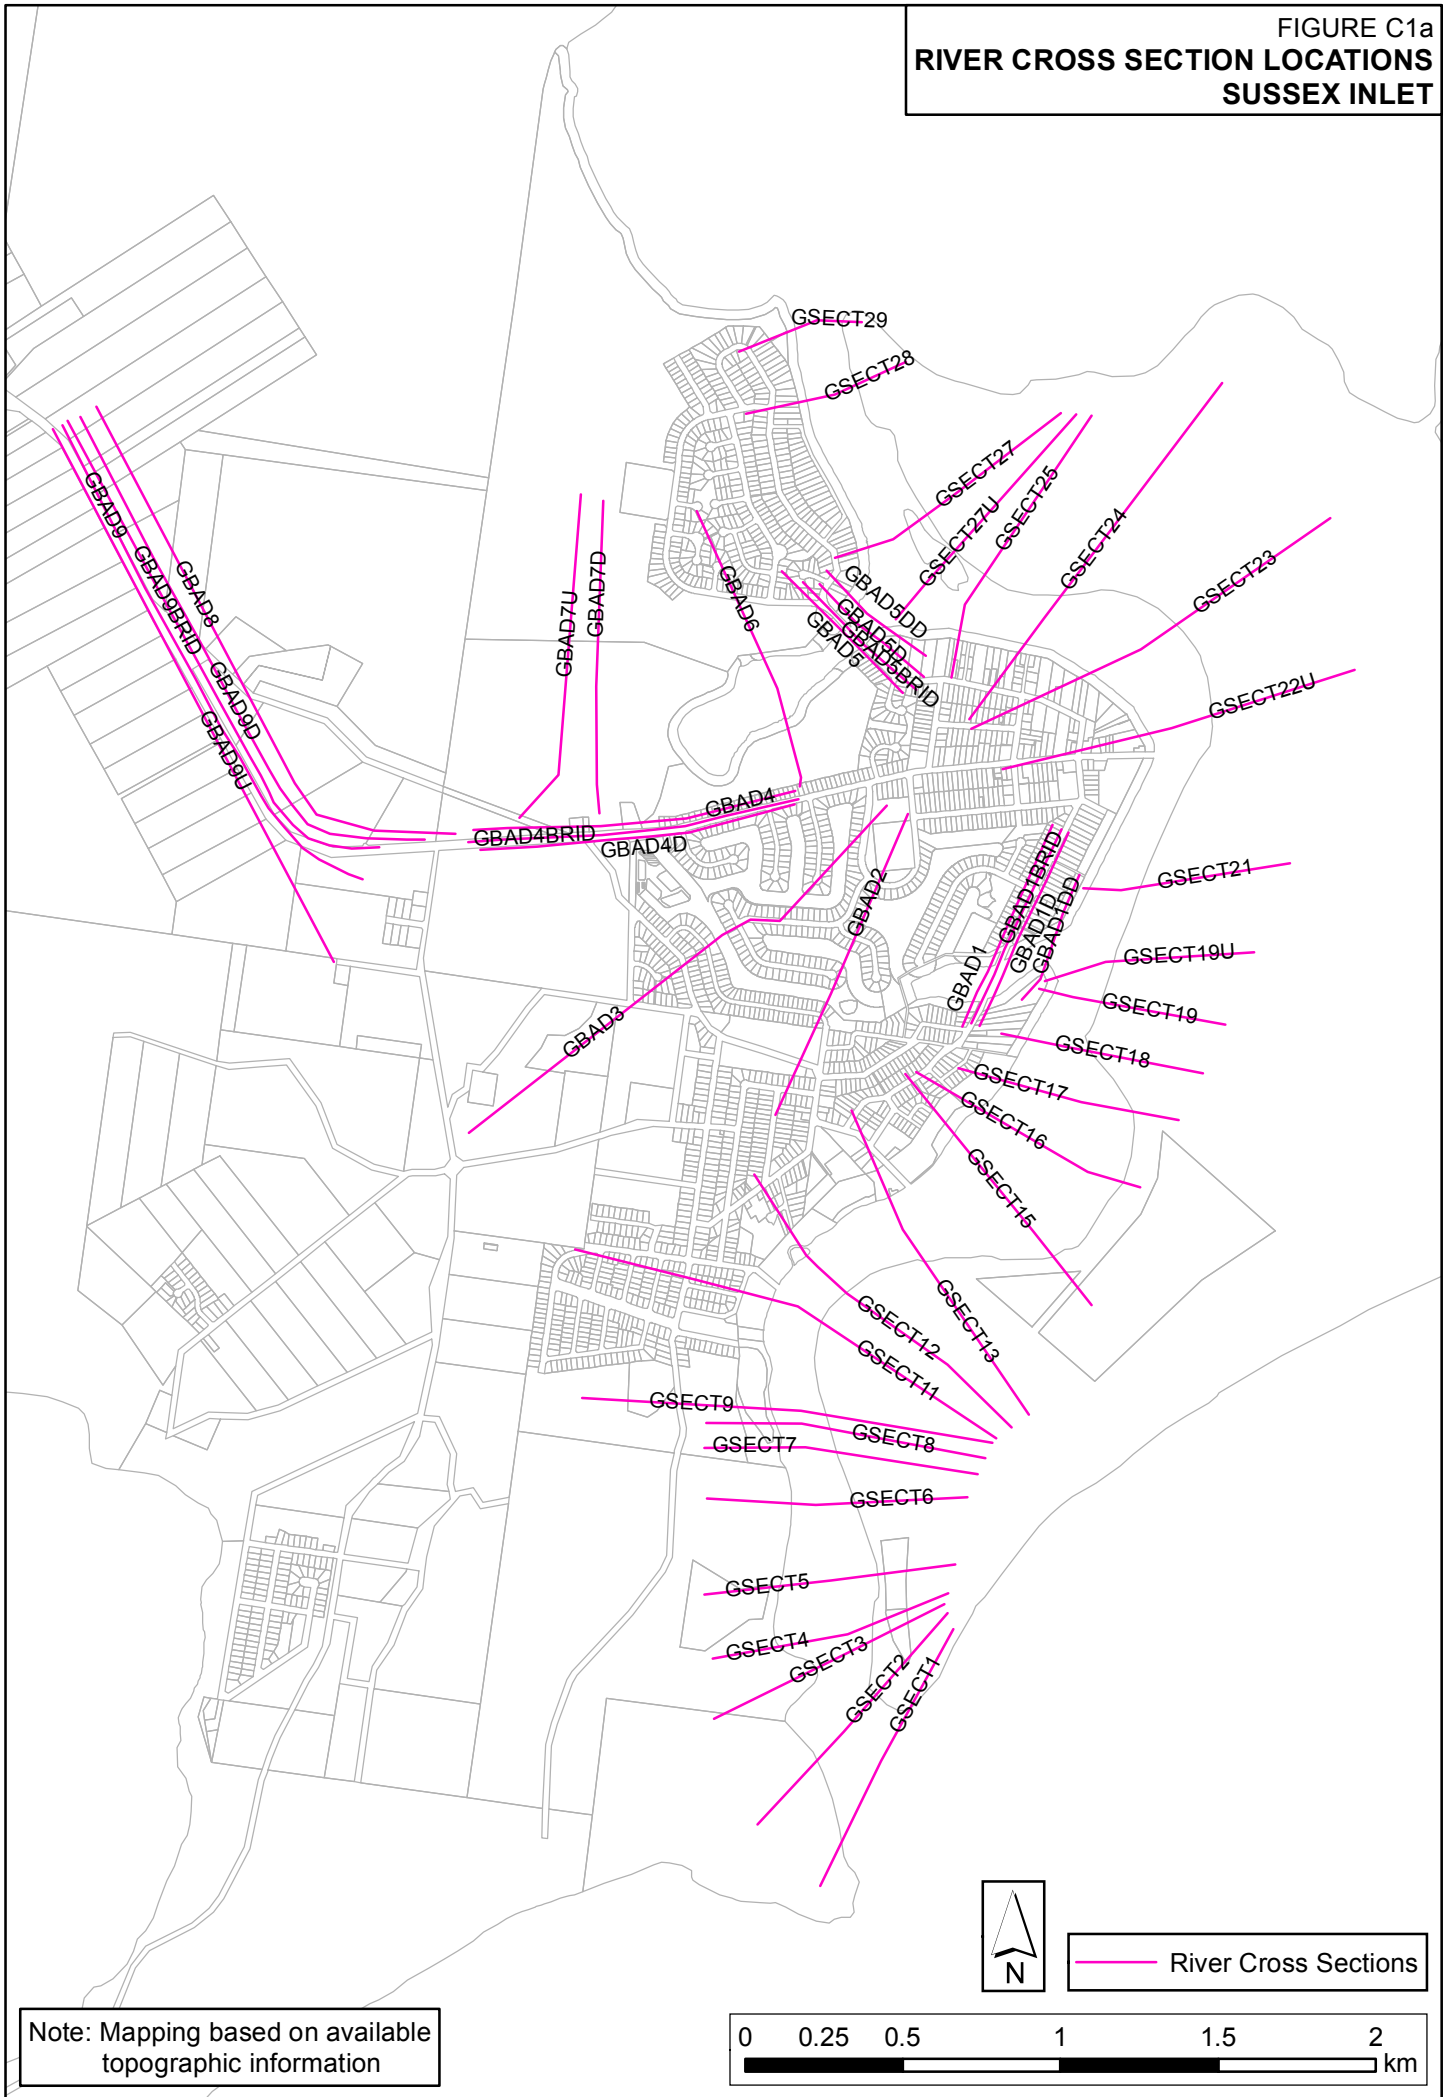 FIGURE C1a
RIVER CROSS SECTION LOCATIONS
SUSSEX INLET
GSECT29
GSECT28
GSECT27
GSECT27U
GSECT25
GSECT24
GSECT23
GSECT22U
GBAD9
GBAD9BRID
GBAD8
GBAD9D
GBAD9U
GBAD7U
GBAD7D
GBAD6
GBAD5DD
GBAD5D
GBAD5BRID
GBAD5
GBAD4
GBAD4BRID
GBAD4D
GBAD2
GBAD3
GBAD1BRID
GBAD1D
GBAD1DD
GBAD1
GSECT21
GSECT19U
GSECT19
GSECT18
GSECT17
GSECT16
GSECT15
GSECT13
GSECT12
GSECT11
GSECT9
GSECT8
GSECT7
GSECT6
GSECT5
GSECT4
GSECT3
GSECT2
GSECT1
N
River Cross Sections
Note: Mapping based on available
topographic information
0 0.25 0.5 1 1.5 2
km